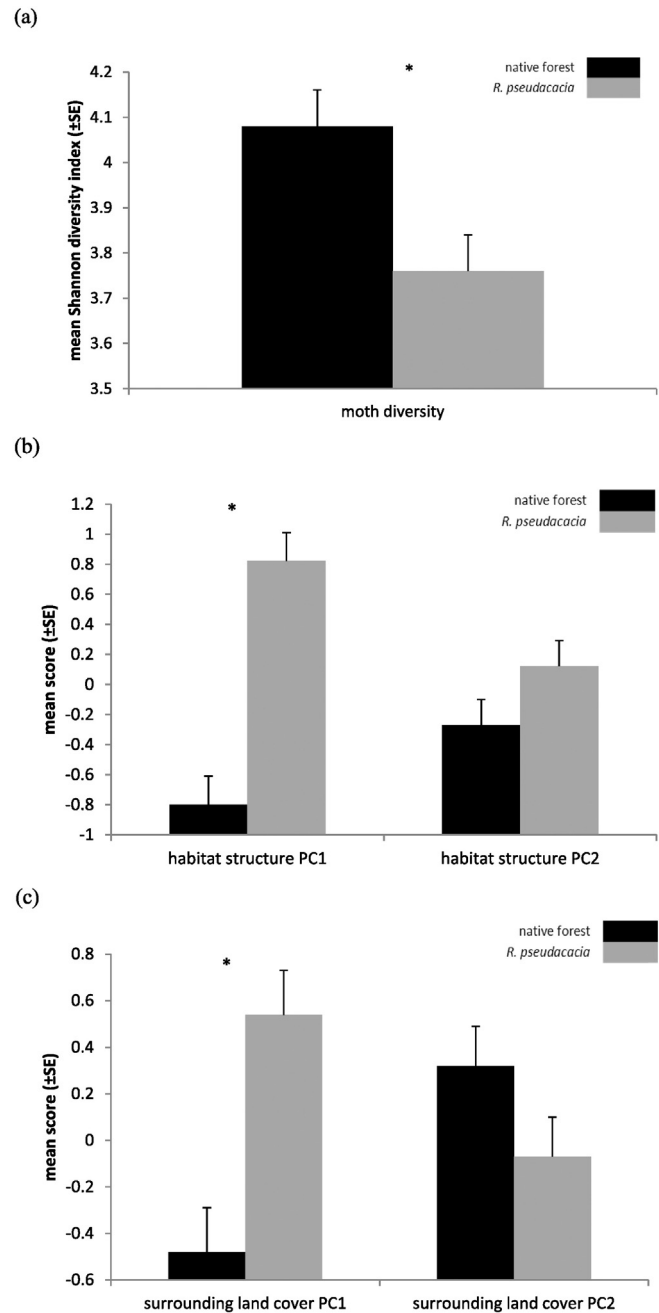 (a)
native forest
R. pseudacacia
*
mean Shannon diversity index (±SE)
4.2
4.1
4
3.9
3.8
3.7
3.6
3.5
moth diversity
(b)
native forest
R. pseudacacia
*
mean score (±SE)
1.2
1
0.8
0.6
0.4
0.2
0
-0.2
-0.4
-0.6
-0.8
-1
habitat structure PC1
habitat structure PC2
(c)
native forest
R. pseudacacia
*
mean score (±SE)
0.8
0.6
0.4
0.2
0
-0.2
-0.4
-0.6
surrounding land cover PC1
surrounding land cover PC2